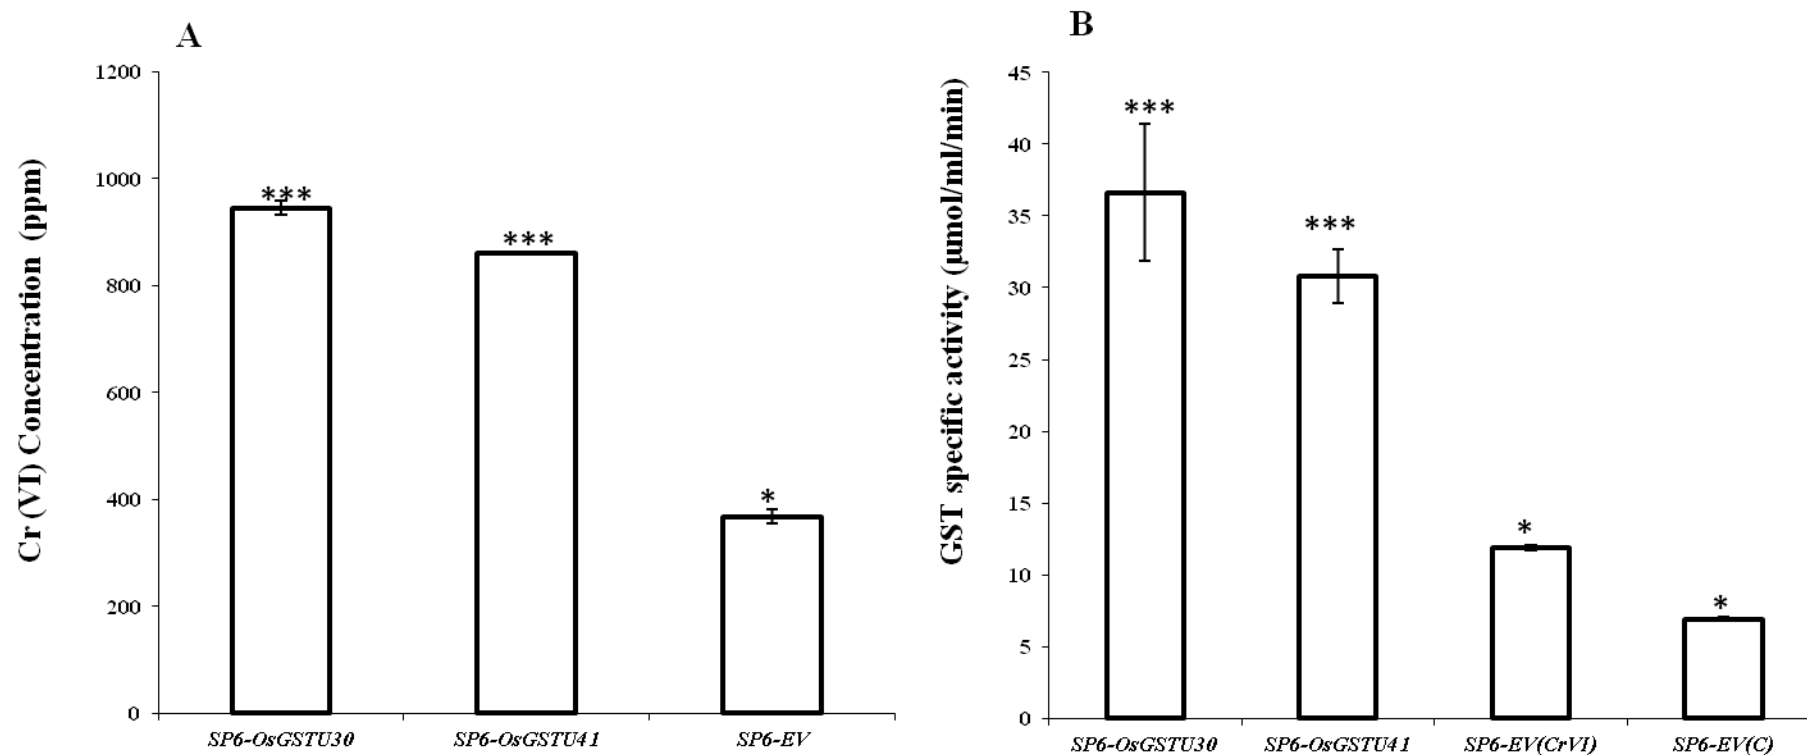 A
Cr (VI) Concentration (ppm)
1200
1000
800
600
400
200
0
***
***
*
SP6-OsGSTU30
SP6-OsGSTU41
SP6-EV
B
GST specific activity (µmol/ml/min)
45
40
35
30
25
20
15
10
5
0
***
***
*
*
SP6-OsGSTU30
SP6-OsGSTU41
SP6-EV(CrVI)
SP6-EV(C)